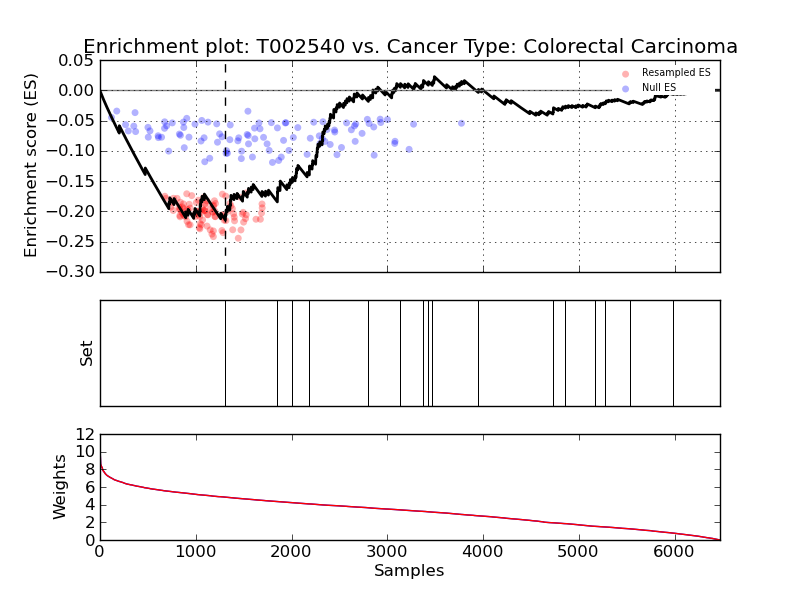 Enrichment plot: T002540 vs. Cancer Type: Colorectal Carcinoma
Enrichment score (ES)
0.05
0.00
−0.05
−0.10
−0.15
−0.20
−0.25
−0.30
Resampled ES
Null ES
Set
Weights
12
10
8
6
4
2
0
0 1000 2000 3000 4000 5000 6000
Samples